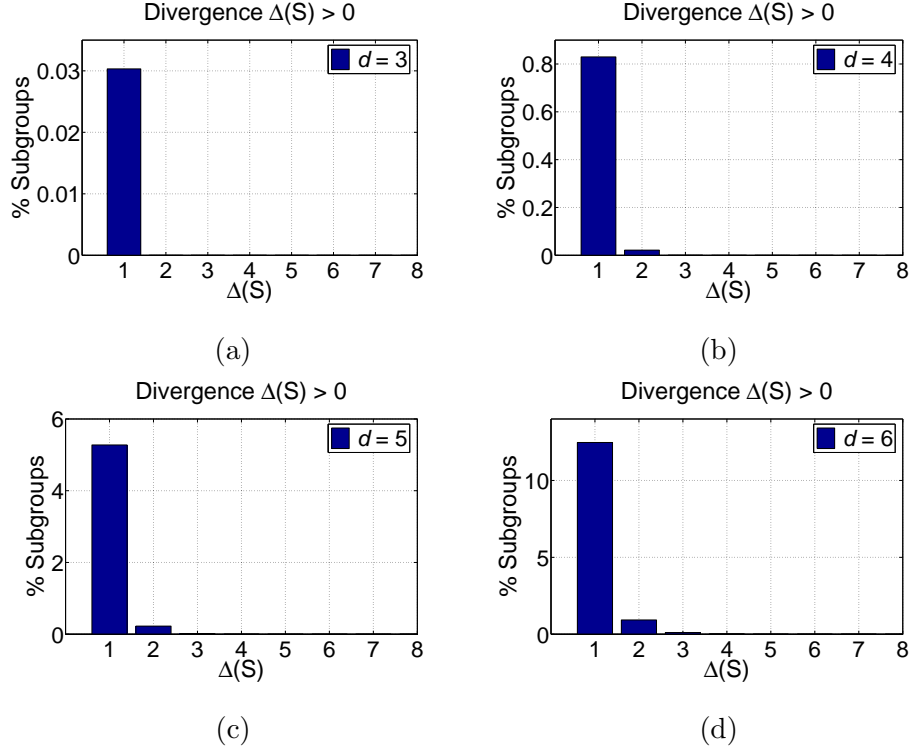 Divergence Δ(S) > 0
d = 3
0.03
0.02
0.01
0
% Subgroups
1 2 3 4 5 6 7 8
Δ(S)
(a)
Divergence Δ(S) > 0
d = 4
0.8
0.6
0.4
0.2
0
% Subgroups
1 2 3 4 5 6 7 8
Δ(S)
(b)
Divergence Δ(S) > 0
d = 5
6
4
2
0
% Subgroups
1 2 3 4 5 6 7 8
Δ(S)
(c)
Divergence Δ(S) > 0
d = 6
10
5
0
% Subgroups
1 2 3 4 5 6 7 8
Δ(S)
(d)